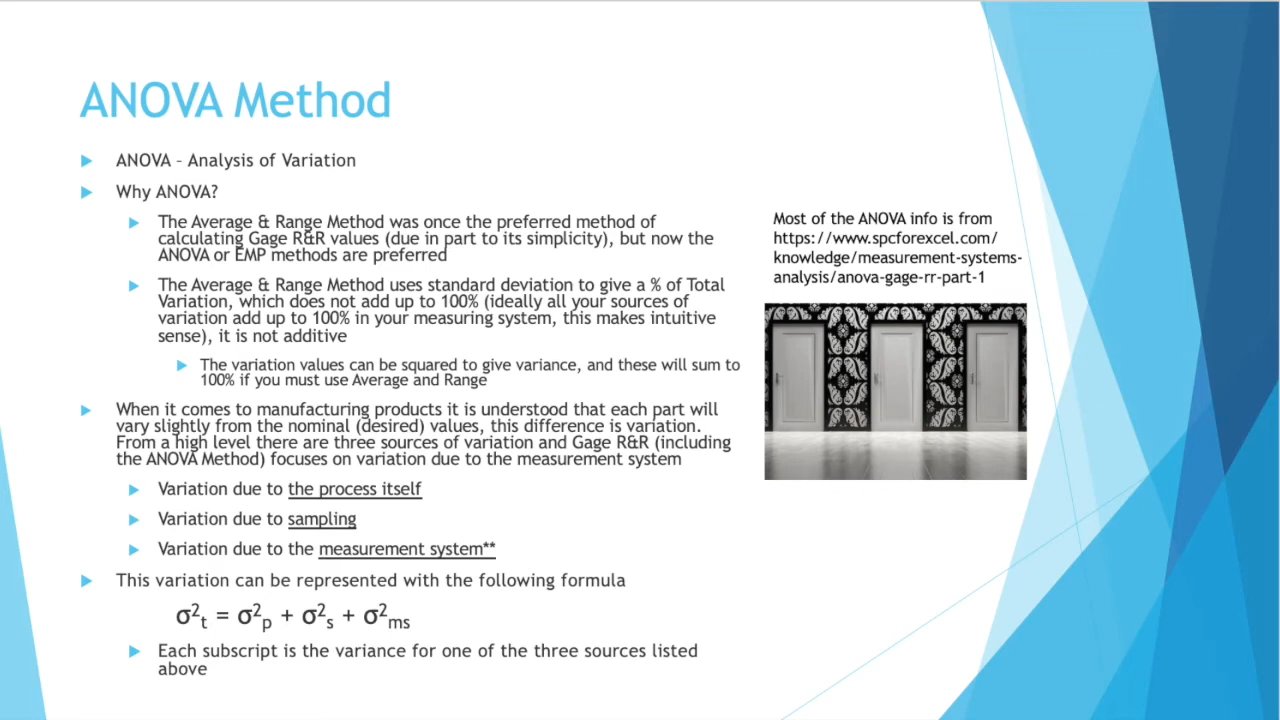 ANOVA Method
ANOVA – Analysis of Variation
Why ANOVA?
The Average & Range Method was once the preferred method of
calculating Gage R&R values (due in part to its simplicity), but now the
ANOVA or EMP methods are preferred
The Average & Range Method uses standard deviation to give a % of Total
Variation, which does not add up to 100% (ideally all your sources of
variation add up to 100% in your measuring system, this makes intuitive
sense), it is not additive
The variation values can be squared to give variance, and these will sum to
100% if you must use Average and Range
When it comes to manufacturing products it is understood that each part will
vary slightly from the nominal (desired) values, this difference is variation.
From a high level there are three sources of variation and Gage R&R (including
the ANOVA Method) focuses on variation due to the measurement system
Variation due to the process itself
Variation due to sampling
Variation due to the measurement system**
This variation can be represented with the following formula
σ²t = σ²p + σ²s + σ²ms
Each subscript is the variance for one of the three sources listed
above
Most of the ANOVA info is from
https://www.spcforexcel.com/
knowledge/measurement-systems-
analysis/anova-gage-rr-part-1